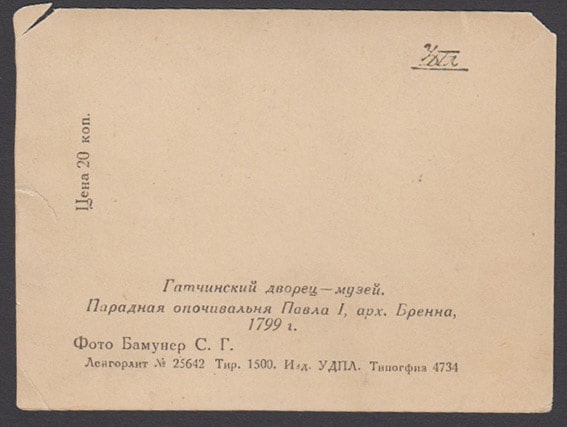 Цена 20 коп.
Гатчинский дворец—музей.
Парадная опочивальня Павла I, арх. Бренна,
1799 г.
Фото Бамунер С. Г.
Ленгорлит № 25642 Тир. 1500. Изд. УДПЛ. Типогфия 4734